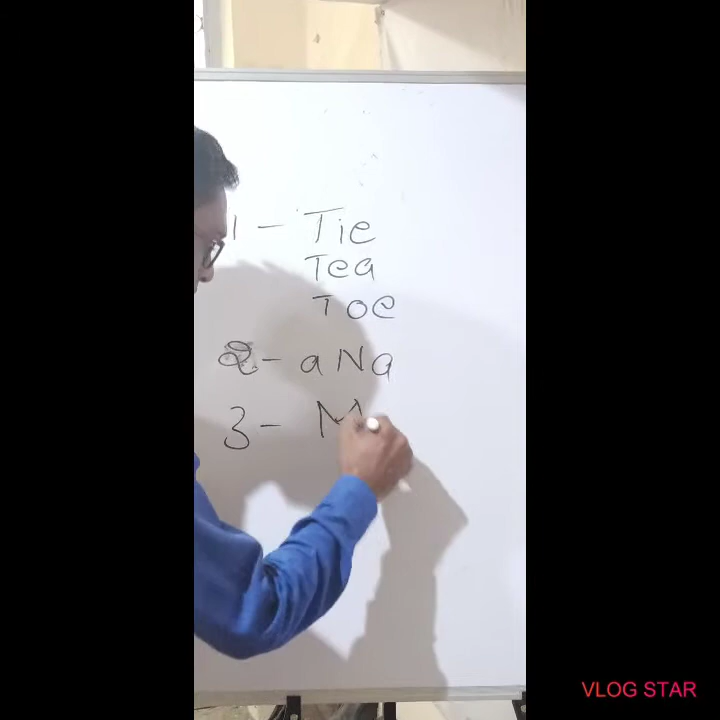 1 - Tie
Tea
Toe
2 - aNa
3 - M
VLOG STAR